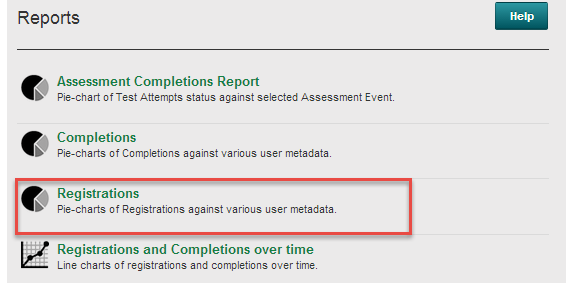 Reports
Help
Assessment Completions Report
Pie-chart of Test Attempts status against selected Assessment Event.
Completions
Pie-charts of Completions against various user metadata.
Registrations
Pie-charts of Registrations against various user metadata.
Registrations and Completions over time
Line charts of registrations and completions over time.